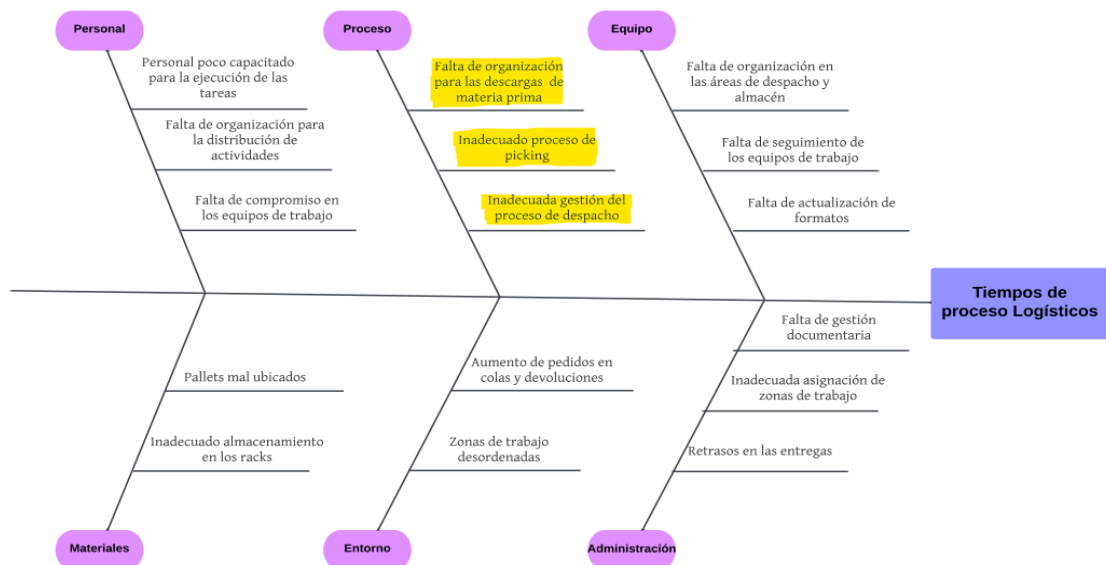 Personal
Proceso
Equipo
Personal poco capacitado
para la ejecución de las
tareas
Falta de organización para
la distribución de
actividades
Falta de compromiso en
los equipos de trabajo
Falta de organización
para las descargas de
materia prima
Inadecuado proceso de
picking
Inadecuada gestión del
proceso de despacho
Falta de organización en
las áreas de despacho y
almacén
Falta de seguimiento de
los equipos de trabajo
Falta de actualización de
formatos
Tiempos de
proceso Logísticos
Pallets mal ubicados
Inadecuado almacenamiento
en los racks
Aumento de pedidos en
colas y devoluciones
Zonas de trabajo
desordenadas
Falta de gestión
documentaria
Inadecuada asignación de
zonas de trabajo
Retrasos en las entregas
Materiales
Entorno
Administración